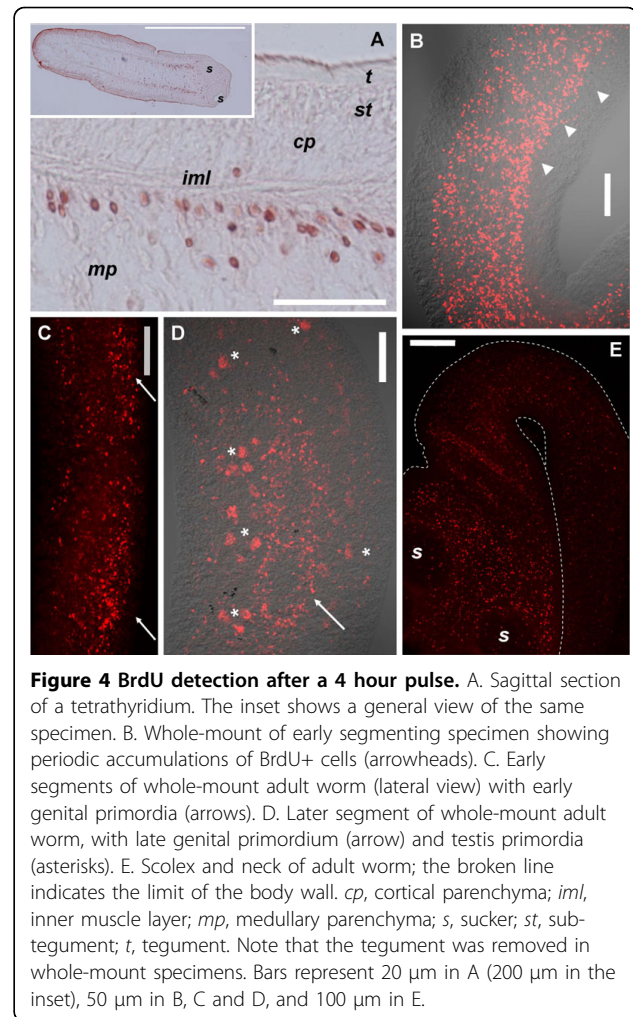 A
s
s
t
st
cp
iml
mp
B
C
D
*
*
*
*
*
*
E
s
s
Figure 4 BrdU detection after a 4 hour pulse. A. Sagittal section
of a tetrathyridium. The inset shows a general view of the same
specimen. B. Whole-mount of early segmenting specimen showing
periodic accumulations of BrdU+ cells (arrowheads). C. Early
segments of whole-mount adult worm (lateral view) with early
genital primordia (arrows). D. Later segment of whole-mount adult
worm, with late genital primordium (arrow) and testis primordia
(asterisks). E. Scolex and neck of adult worm; the broken line
indicates the limit of the body wall. cp, cortical parenchyma; iml,
inner muscle layer; mp, medullary parenchyma; s, sucker; st, sub-
tegument; t, tegument. Note that the tegument was removed in
whole-mount specimens. Bars represent 20 μm in A (200 μm in the
inset), 50 μm in B, C and D, and 100 μm in E.